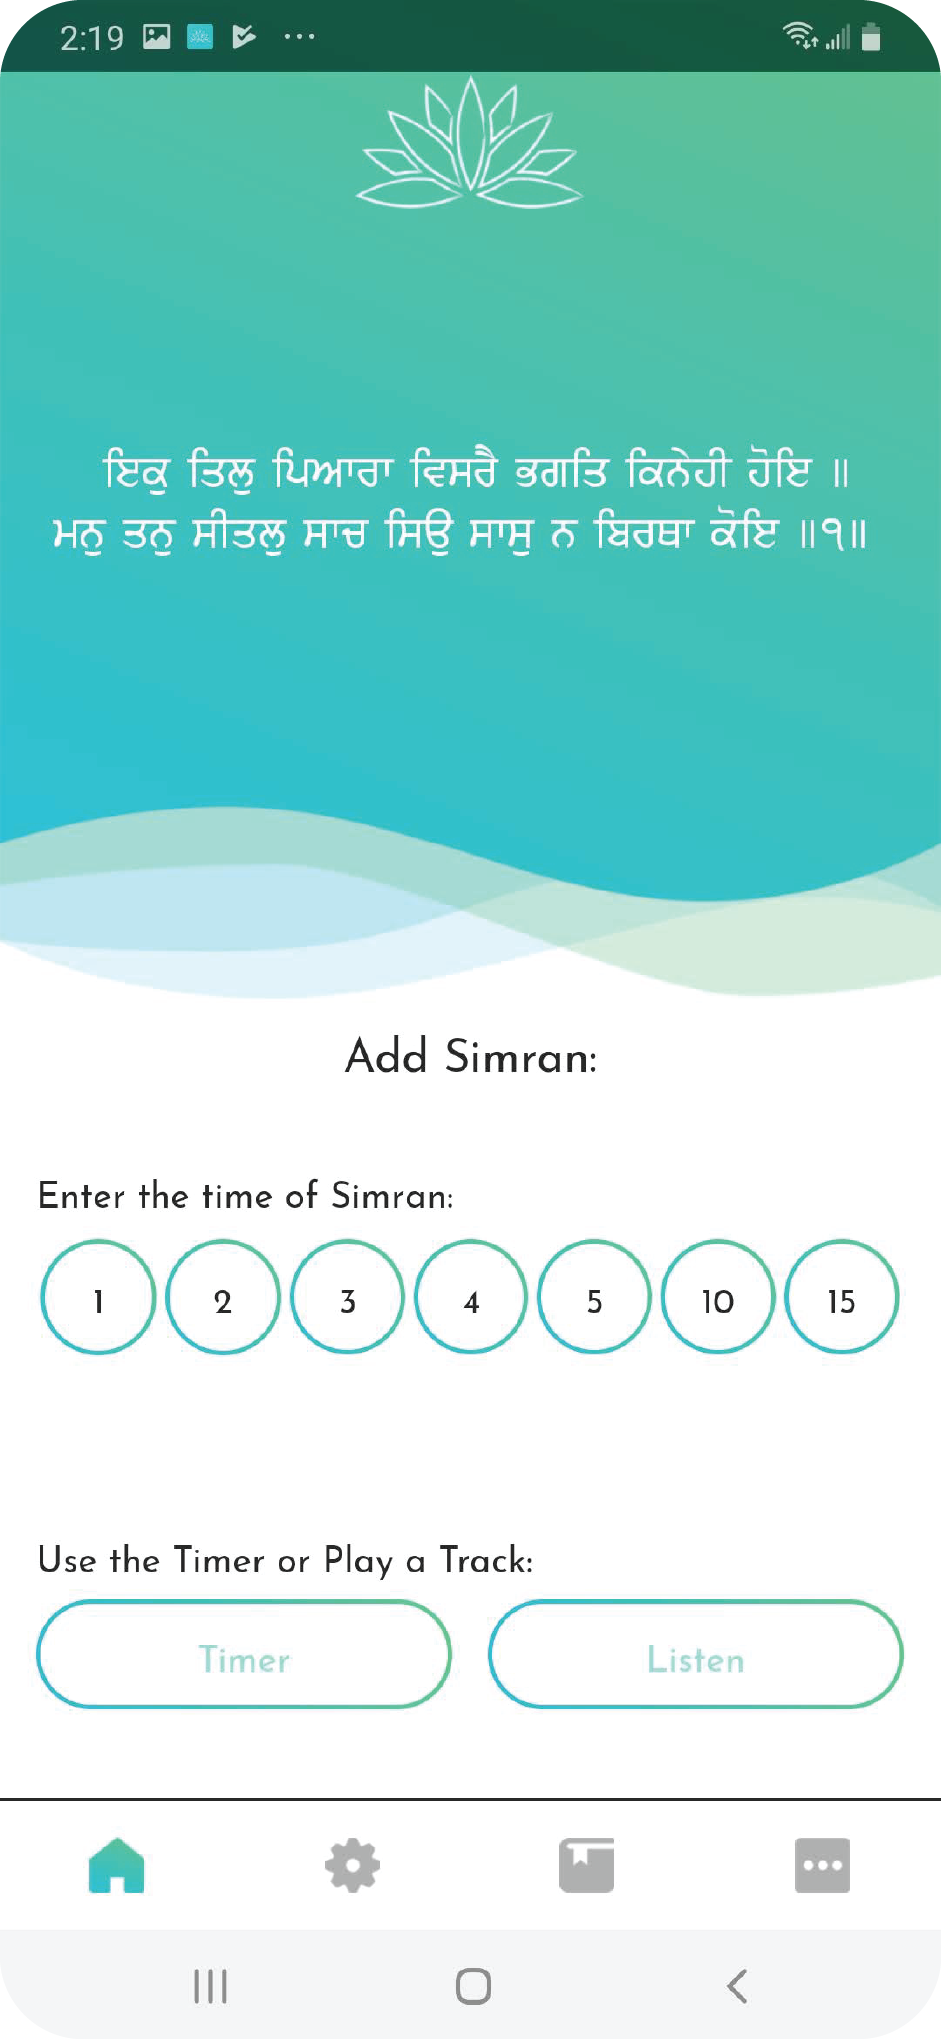 2:19
ਇਕੁ ਤਿਲੁ ਪਿਆਰਾ ਵਿਸਰੈ ਭਗਤਿ ਕਿਨੇਹੀ ਹੋਇ ॥
ਮਨੁ ਤਨੁ ਸੀਤਲੁ ਸਾਚ ਸਿਉ ਸਾਸੁ ਨ ਬਿਰਥਾ ਕੋਇ ॥੧॥
Add Simran:
Enter the time of Simran:
1 2 3 4 5 10 15
Use the Timer or Play a Track:
Timer Listen